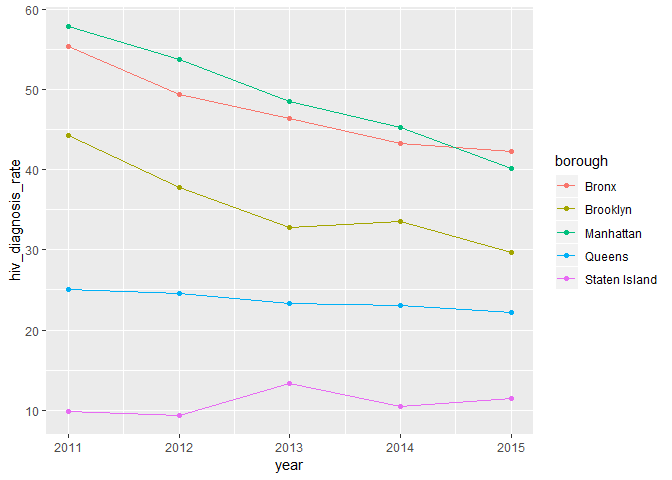 60
50
40
30
20
10
hiv_diagnosis_rate
2011 2012 2013 2014 2015
year
borough
Bronx
Brooklyn
Manhattan
Queens
Staten Island